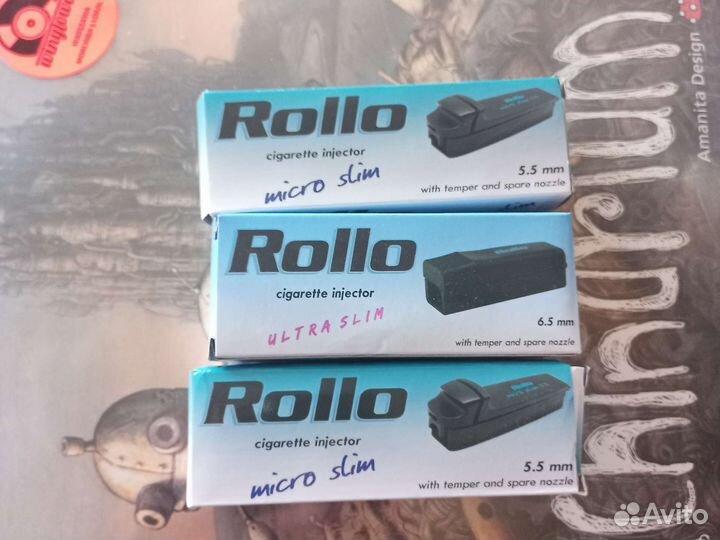 Rollo
cigarette injector
micro slim
5.5 mm
with temper and spare nozzle
Rollo
cigarette injector
ULTRA SLIM
6.5 mm
with temper and spare nozzle
Rollo
cigarette injector
micro slim
5.5 mm
with temper and spare nozzle
Amanita Design
Avito